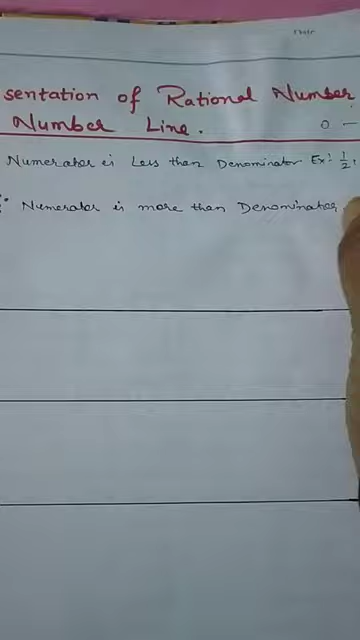 sentation of Rational Number
Number Line. 0 -
Numerator is Less than Denominator Ex: 1/2,
Numerator is more than Denominator,